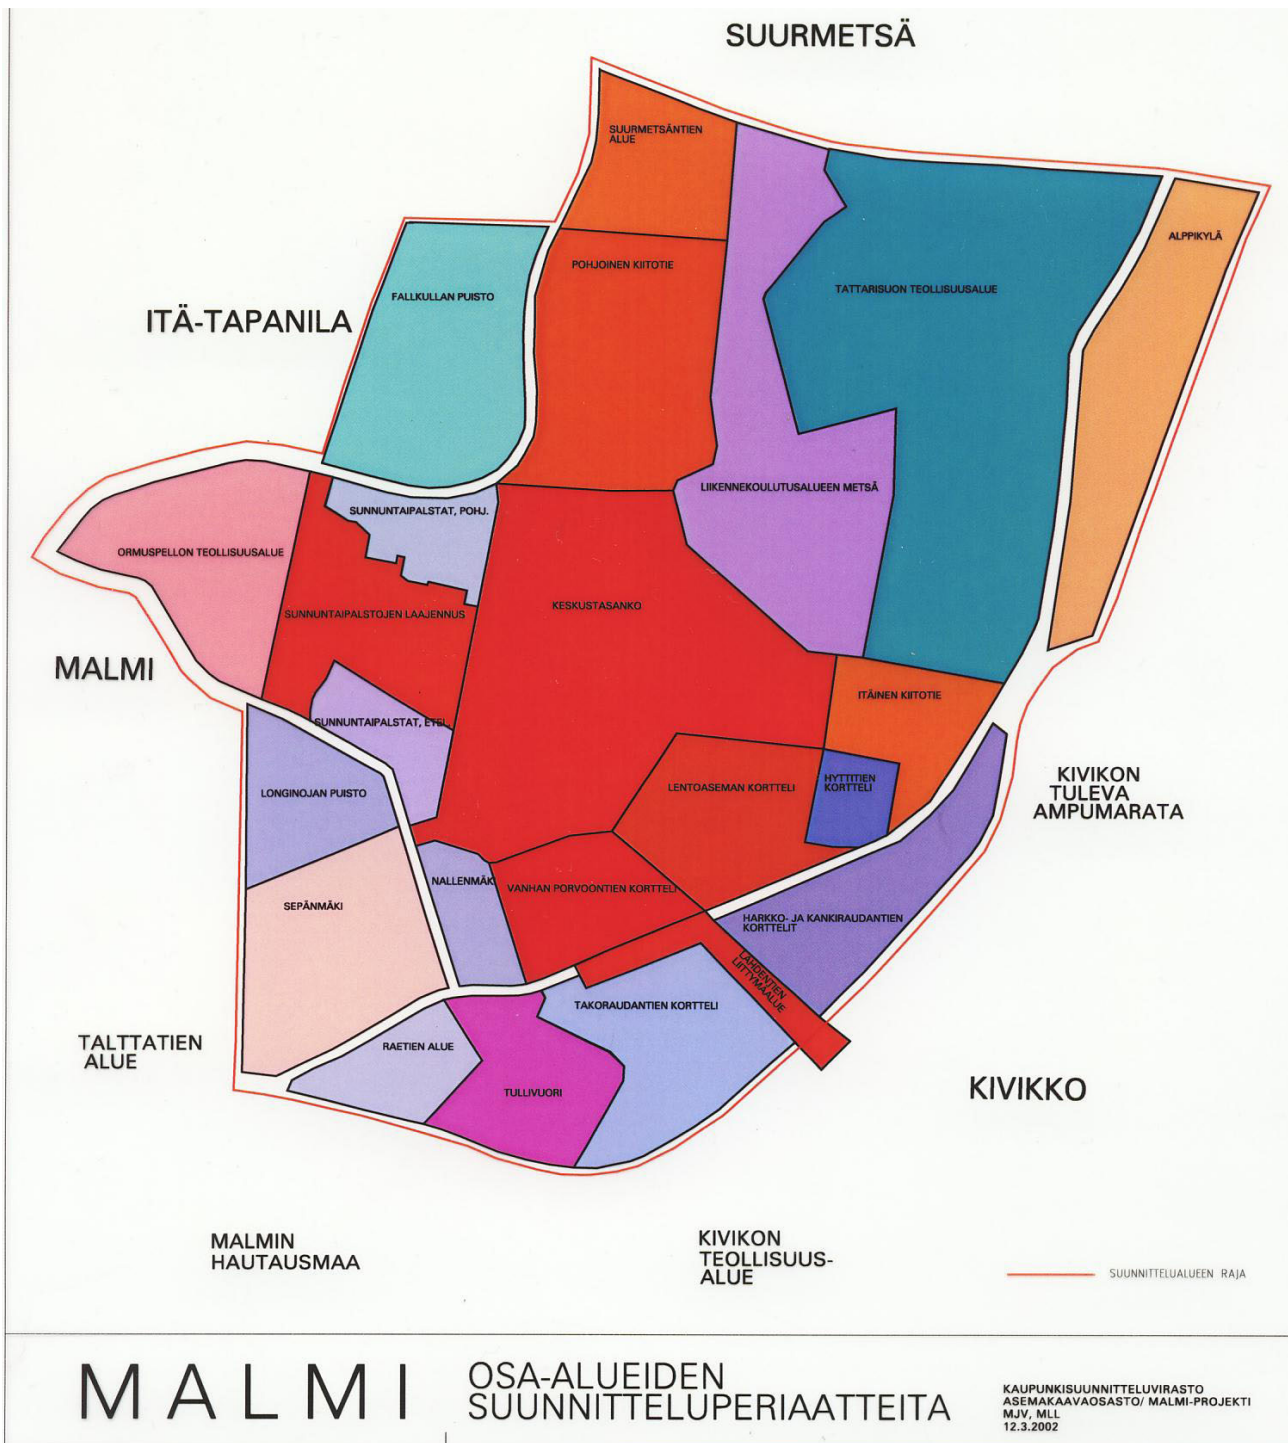 SUURMETSÄ
SUURMETSÄNTIEN
ALUE
ALPPIKYLÄ
POHJOINEN KIITOTIE
TATTARISUON TEOLLISUUSALUE
FALLKULLAN PUISTO
ITÄ-TAPANILA
LIIKENNEKOULUTUSALUEEN METSÄ
SUNNUNTAIPALSTAT, POHJ.
ORMUSPELLON TEOLLISUUSALUE
SUNNUNTAIPALSTOJEN LAAJENNUS
KESKUSTASANKO
MALMI
ITÄINEN KIITOTIE
SUNNUNTAIPALSTAT, ETEL.
LONGINOJAN PUISTO
LENTOASEMAN KORTTELI
HYTTITIEN
KORTTELI
KIVIKON
TULEVA
AMPUMARATA
NALLENMÄKI
VANHAN PORVOONTIEN KORTTELI
SEPÄNMÄKI
HARKKO- JA KANKIRAUDANTIEN
KORTTELIT
LAHDENTIEN
LIITTYMÄALUE
TAKORAUDANTIEN KORTTELI
TALTTATIEN
ALUE
RAETIEN ALUE
TULLIVUORI
KIVIKKO
MALMIN
HAUTAUSMAA
KIVIKON
TEOLLISUUS-
ALUE
SUUNNITTELUALUEEN RAJA
MALMI
OSA-ALUEIDEN
SUUNNITTELUPERIAATTEITA
KAUPUNKISUUNNITTELUVIRASTO
ASEMAKAAVAOSASTO/ MALMI-PROJEKTI
MJV, MLL
12.3.2002